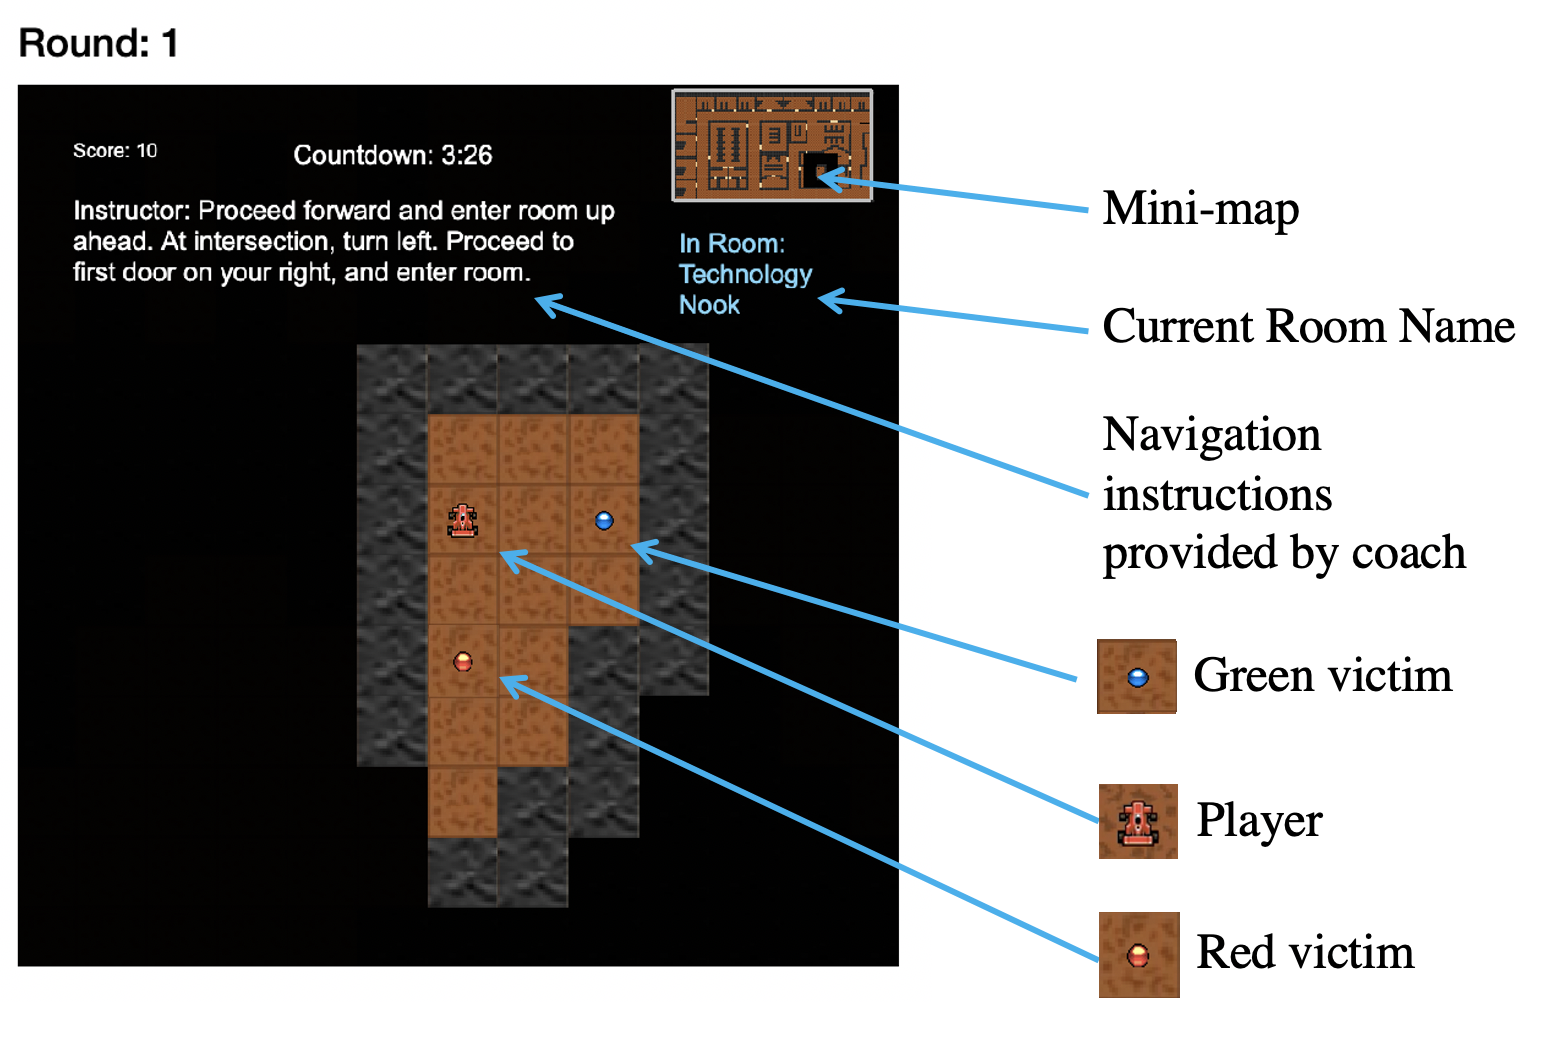 Round: 1
Score: 10
Countdown: 3:26
Instructor: Proceed forward and enter room up
ahead. At intersection, turn left. Proceed to
first door on your right, and enter room.
In Room:
Technology
Nook
Mini-map
Current Room Name
Navigation
instructions
provided by coach
Green victim
Player
Red victim